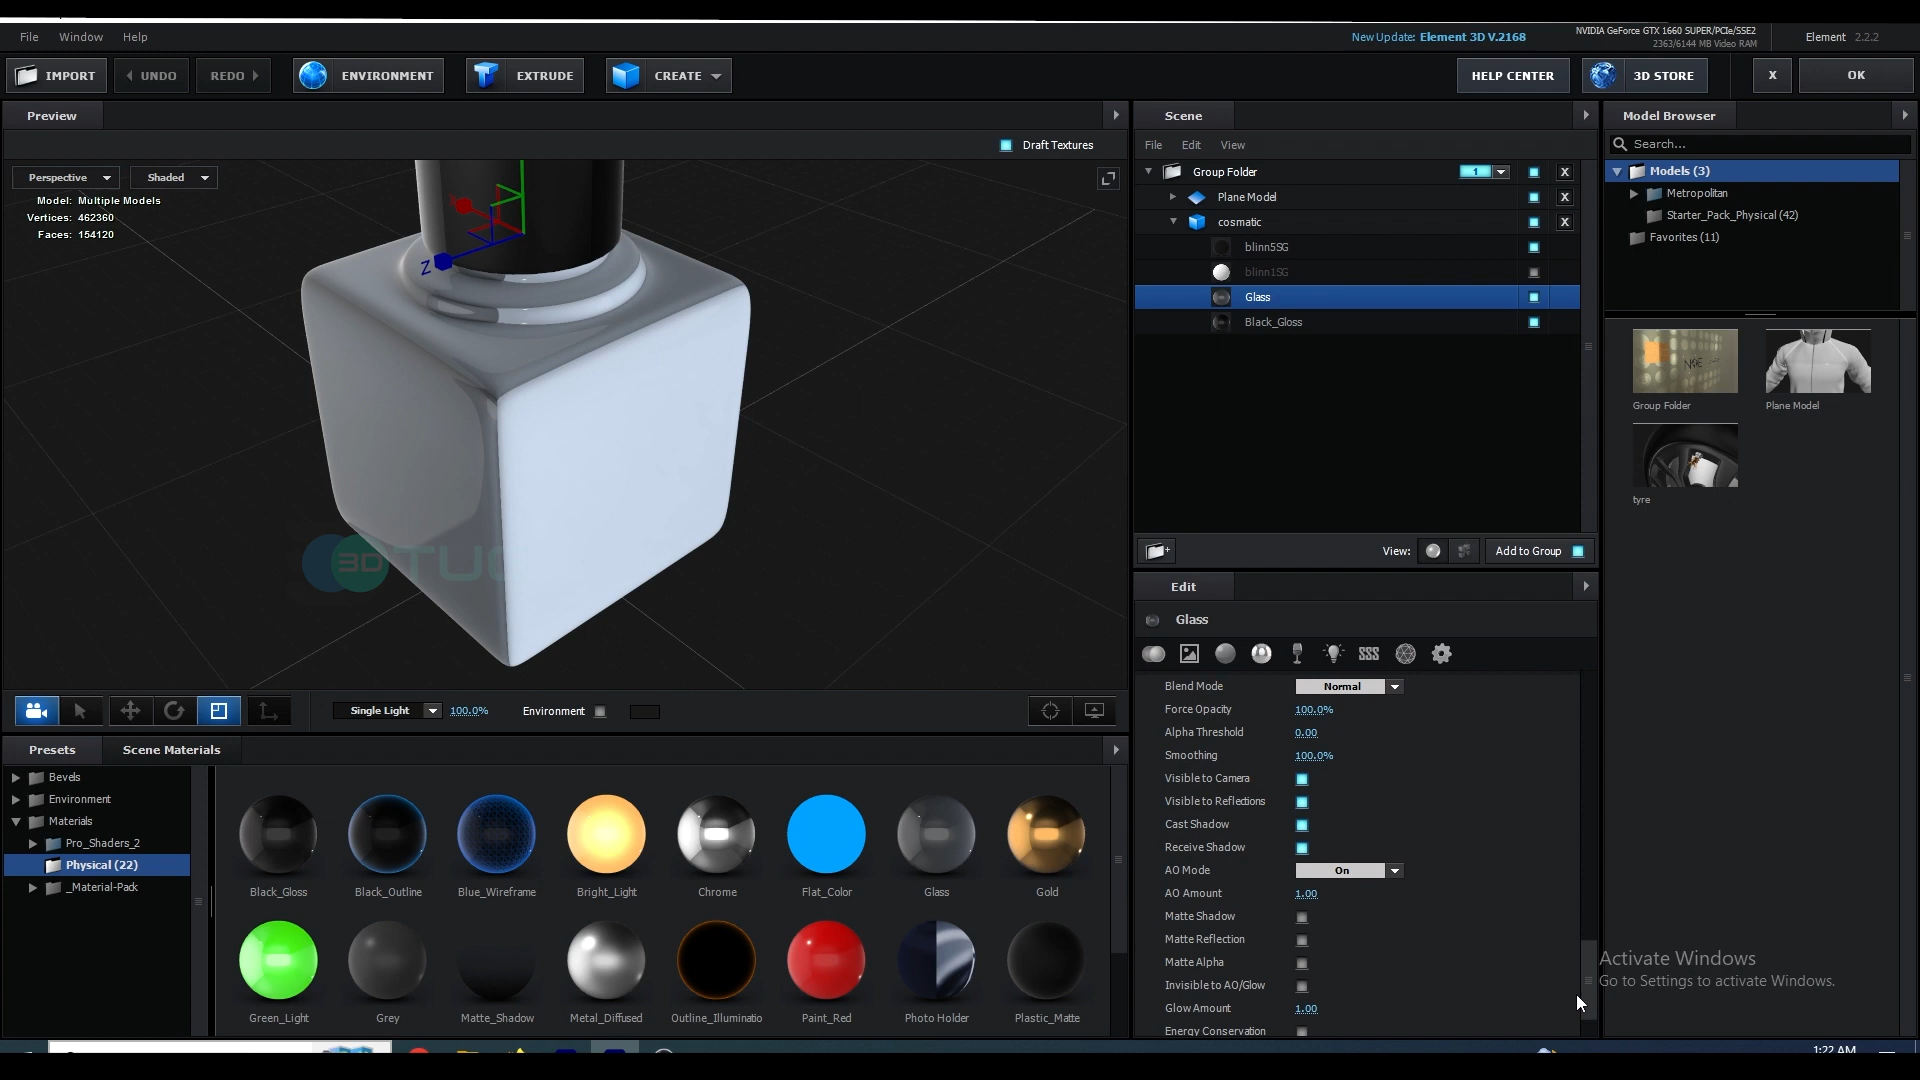 File Window Help
New Update: Element 3D V.2168
NVIDIA GeForce GTX 1660 SUPER/PCIe/SSE2
2363/6144 MB Video RAM
Element 2.2.2
IMPORT UNDO REDO ENVIRONMENT EXTRUDE CREATE
HELP CENTER 3D STORE X OK
Preview
Draft Textures
Perspective Shaded
Model: Multiple Models
Vertices: 462360
Faces: 154120
Z
3D TUT
Single Light 100.0% Environment
Scene
File Edit View
Group Folder 1 X
Plane Model X
cosmatic X
blinn5SG
blinn1SG
Glass
Black_Gloss
View: Add to Group
Edit
Glass
Blend Mode Normal
Force Opacity 100.0%
Alpha Threshold 0.00
Smoothing 100.0%
Visible to Camera
Visible to Reflections
Cast Shadow
Receive Shadow
AO Mode On
AO Amount 1.00
Matte Shadow
Matte Reflection
Matte Alpha
Invisible to AO/Glow
Glow Amount 1.00
Energy Conservation
Model Browser
Search...
Models (3)
Metropolitan
Starter_Pack_Physical (42)
Favorites (11)
Group Folder Plane Model
tyre
Presets Scene Materials
Bevels
Environment
Materials
Pro_Shaders_2
Physical (22)
_Material-Pack
Black_Gloss Black_Outline Blue_Wireframe Bright_Light Chrome Flat_Color Glass Gold
Green_Light Grey Matte_Shadow Metal_Diffused Outline_Illuminatio Paint_Red Photo Holder Plastic_Matte
Activate Windows
Go to Settings to activate Windows.
1:22 AM